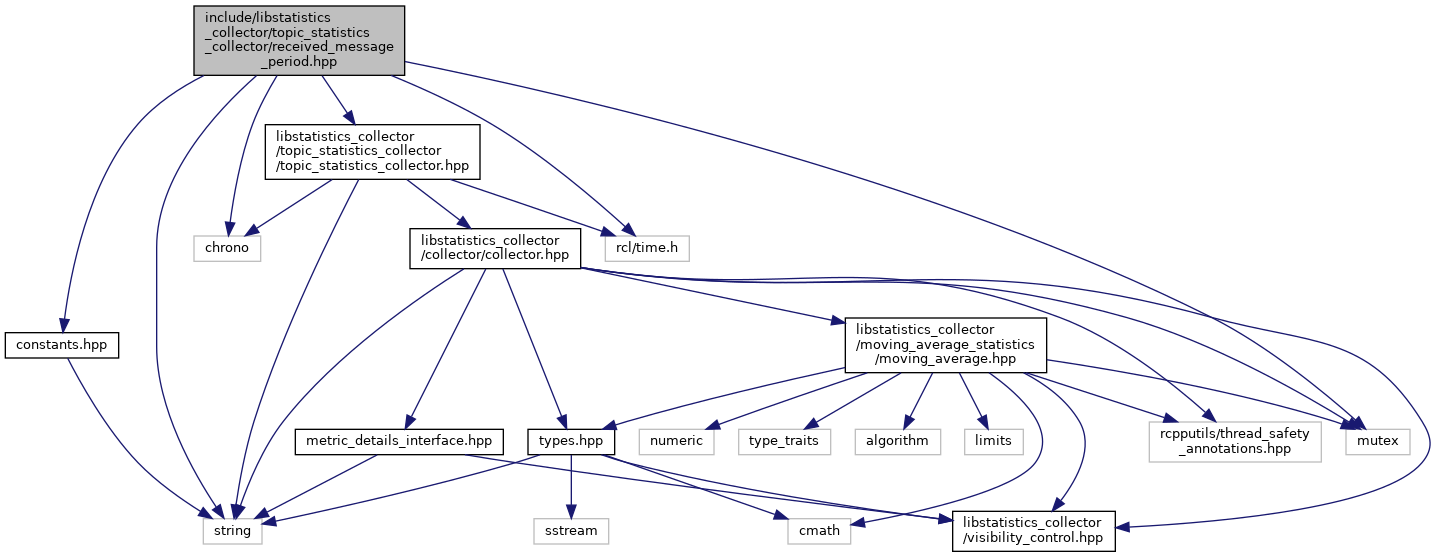 include/libstatistics
_collector/topic_statistics
_collector/received_message
_period.hpp
libstatistics_collector
/topic_statistics_collector
/topic_statistics_collector.hpp
chrono
libstatistics_collector
/collector/collector.hpp
rcl/time.h
constants.hpp
libstatistics_collector
/moving_average_statistics
/moving_average.hpp
metric_details_interface.hpp
types.hpp
numeric
type_traits
algorithm
limits
rcpputils/thread_safety
_annotations.hpp
mutex
string
sstream
cmath
libstatistics_collector
/visibility_control.hpp